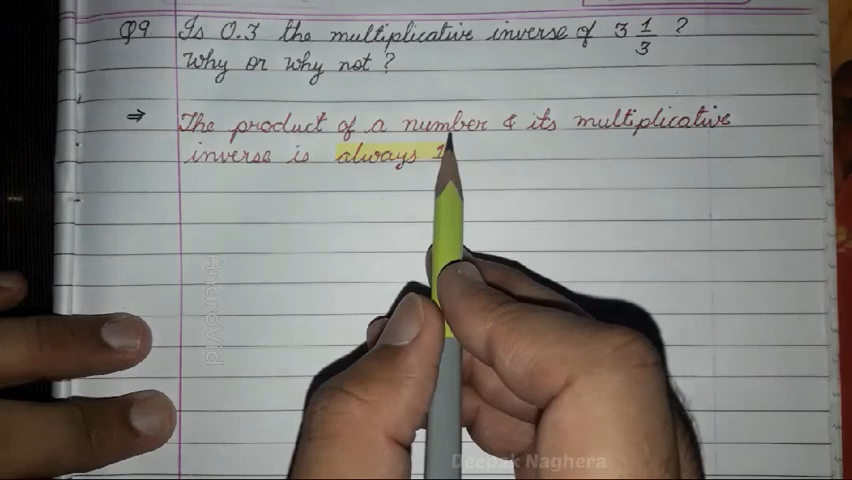 Q9 Is 0.3 the multiplicative inverse of 3 1/3 ?
Why or why not ?
⇒ The product of a number & its multiplicative
inverse is always 1
AndroVid
Deepak Naghera